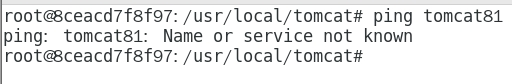 root@8ceacd7f8f97:/usr/local/tomcat# ping tomcat81
ping: tomcat81: Name or service not known
root@8ceacd7f8f97:/usr/local/tomcat#